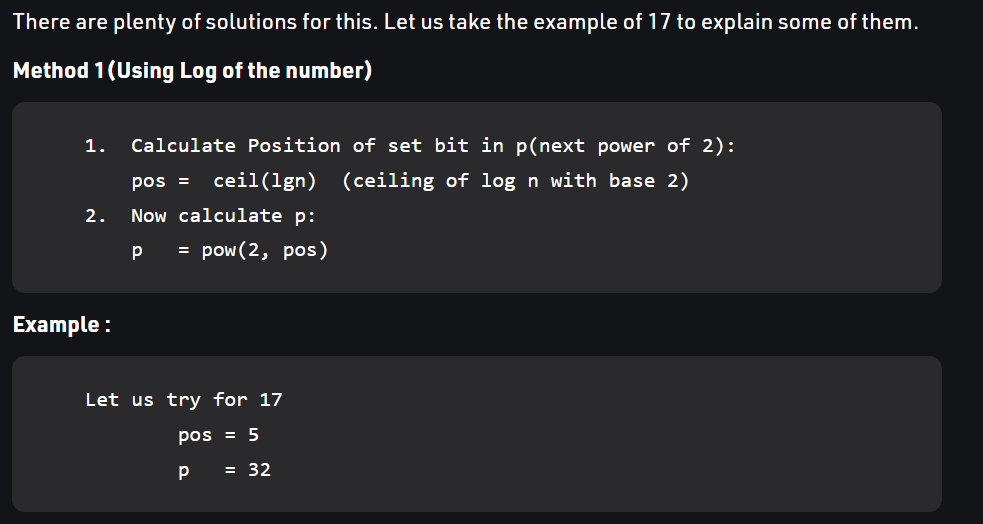 There are plenty of solutions for this. Let us take the example of 17 to explain some of them.
Method 1(Using Log of the number)
1.  Calculate Position of set bit in p(next power of 2):
pos =  ceil(lgn)  (ceiling of log n with base 2)
2.  Now calculate p:
p   = pow(2, pos)
Example :
Let us try for 17
pos = 5
p   = 32